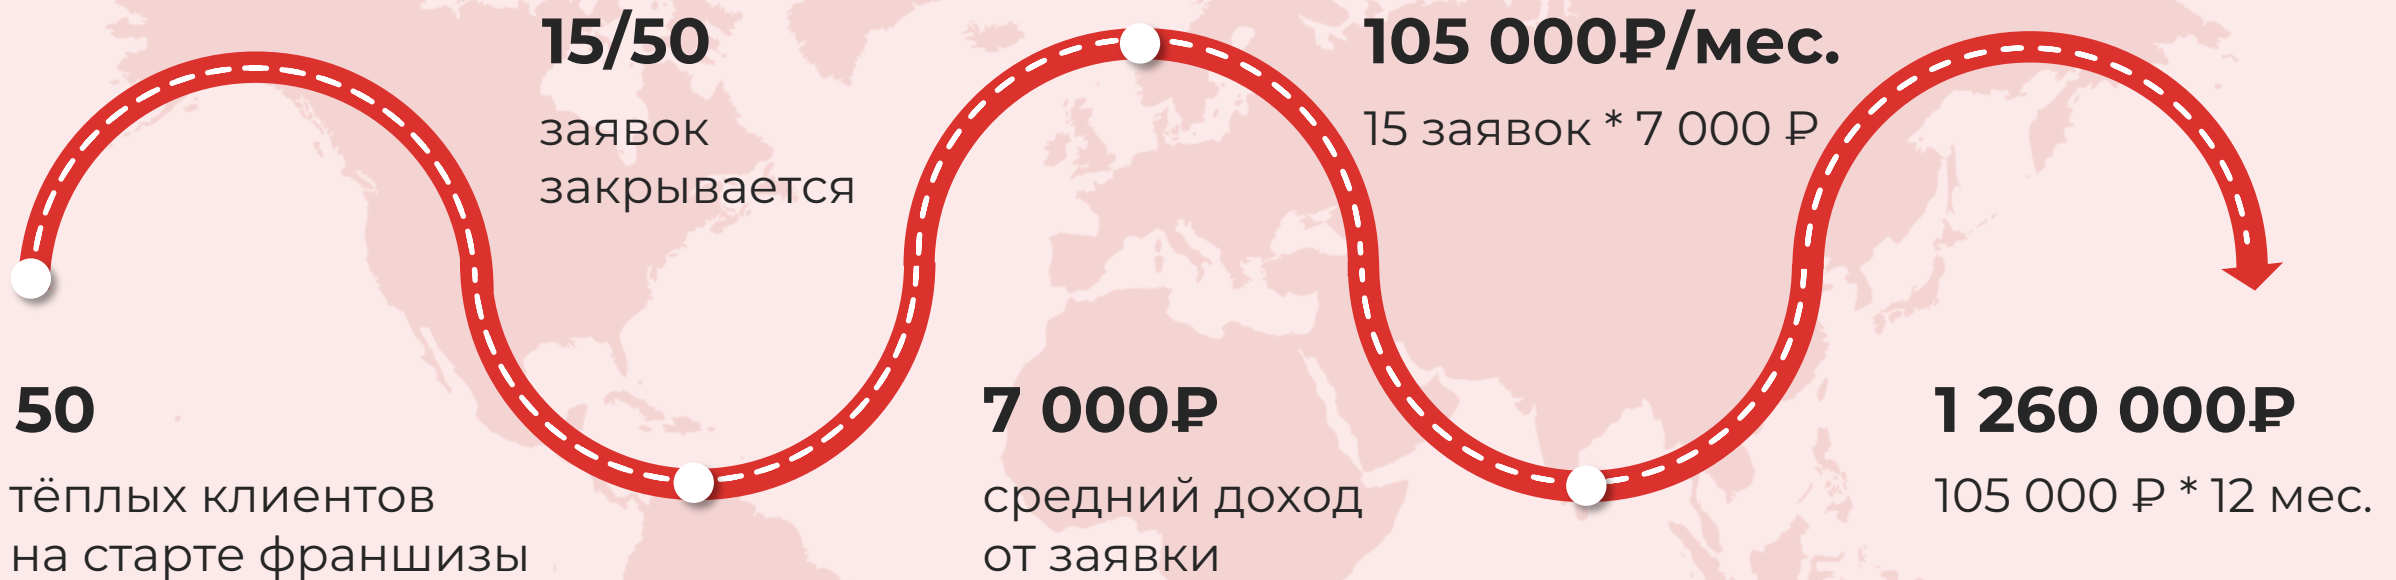 50
тёплых клиентов
на старте франшизы
15/50
заявок
закрывается
7 000₽
средний доход
от заявки
105 000₽/мес.
15 заявок * 7 000 ₽
1 260 000₽
105 000 ₽ * 12 мес.